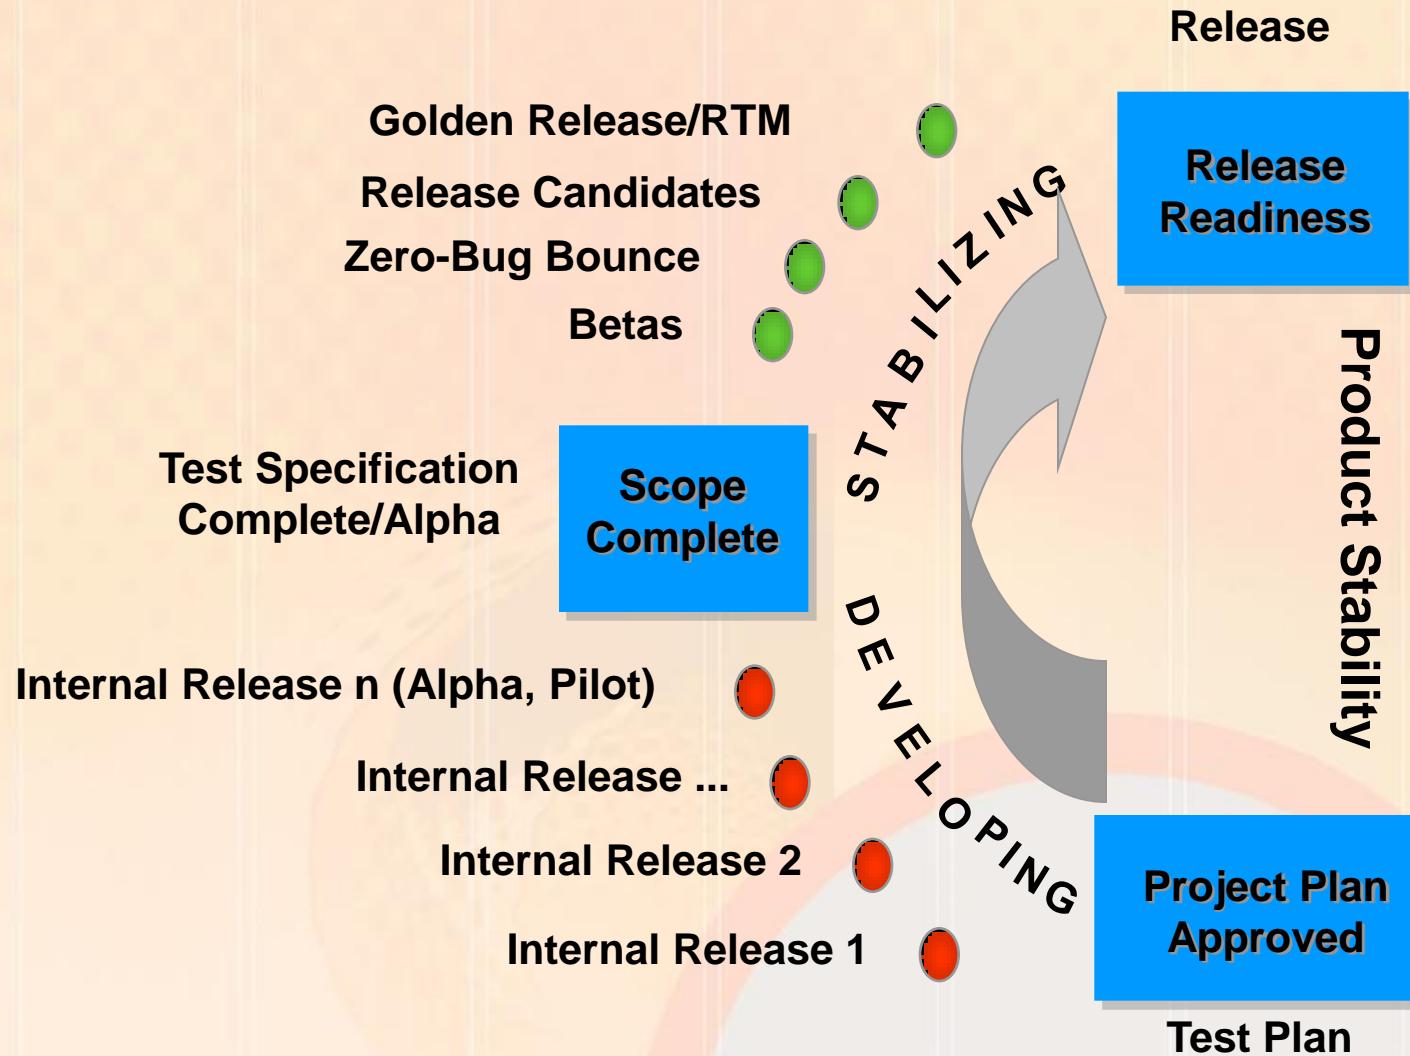 Release
Golden Release/RTM
Release
Readiness
Release Candidates
Zero-Bug Bounce
Betas
STABILIZING
Product Stability
Test Specification
Complete/Alpha
Scope
Complete
DEVELOPING
Internal Release n (Alpha, Pilot)
Internal Release ...
Internal Release 2
Internal Release 1
Project Plan
Approved
Test Plan